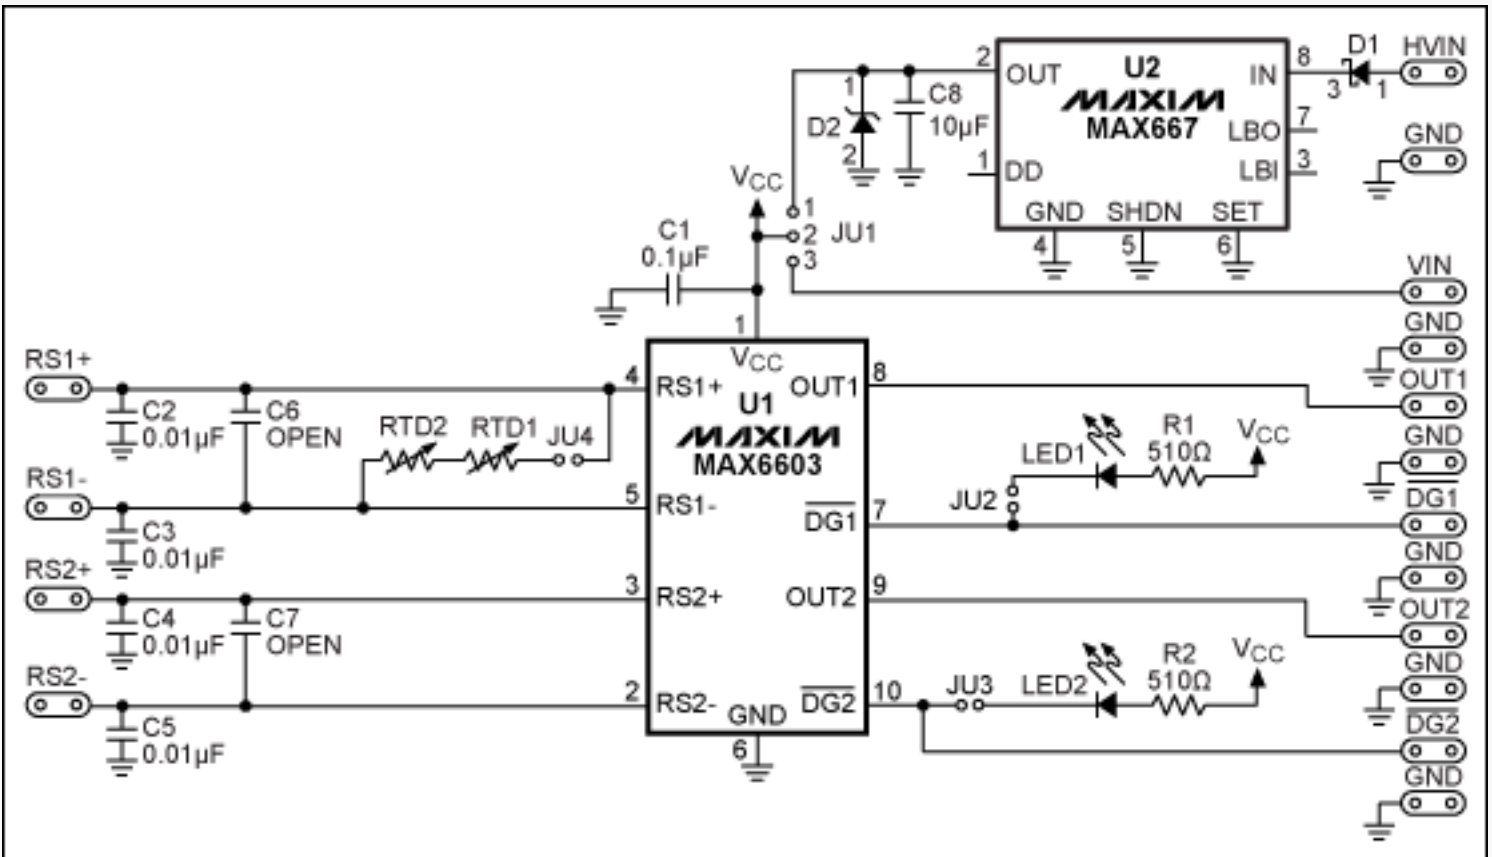 2
OUT
U2
MAXIM
MAX667
IN
8
D1
3
1
HVIN
1
D2
2
C8
10µF
LBO
7
1
DD
LBI
3
GND
GND
SHDN
SET
4
5
6
VCC
1
2
3
JU1
C1
0.1µF
VIN
GND
1
VCC
RS1+
4
RS1+
OUT1
8
OUT1
C2
0.01µF
C6
OPEN
RTD2
RTD1
JU4
U1
MAXIM
MAX6603
LED1
R1
510Ω
VCC
GND
RS1-
5
RS1-
DG1
7
JU2
DG1
C3
0.01µF
GND
RS2+
3
RS2+
OUT2
9
OUT2
C4
0.01µF
C7
OPEN
GND
RS2-
2
RS2-
GND
DG2
10
JU3
LED2
R2
510Ω
VCC
DG2
C5
0.01µF
6
GND